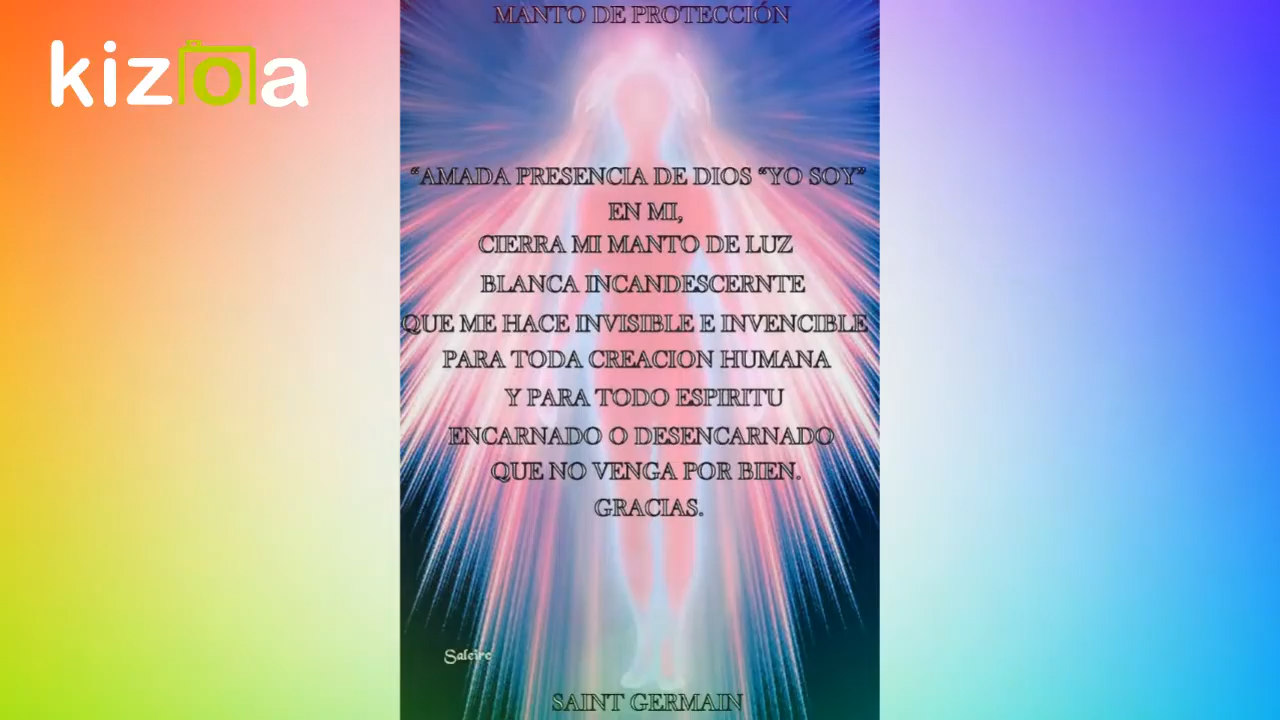 MANTO DE PROTECCIÓN
kizoa
“AMADA PRESENCIA DE DIOS “YO SOY”
EN MI,
CIERRA MI MANTO DE LUZ
BLANCA INCANDESCERNTE
QUE ME HACE INVISIBLE E INVENCIBLE
PARA TODA CREACION HUMANA
Y PARA TODO ESPIRITU
ENCARNADO O DESENCARNADO
QUE NO VENGA POR BIEN.
GRACIAS.
Saleire
SAINT GERMAIN